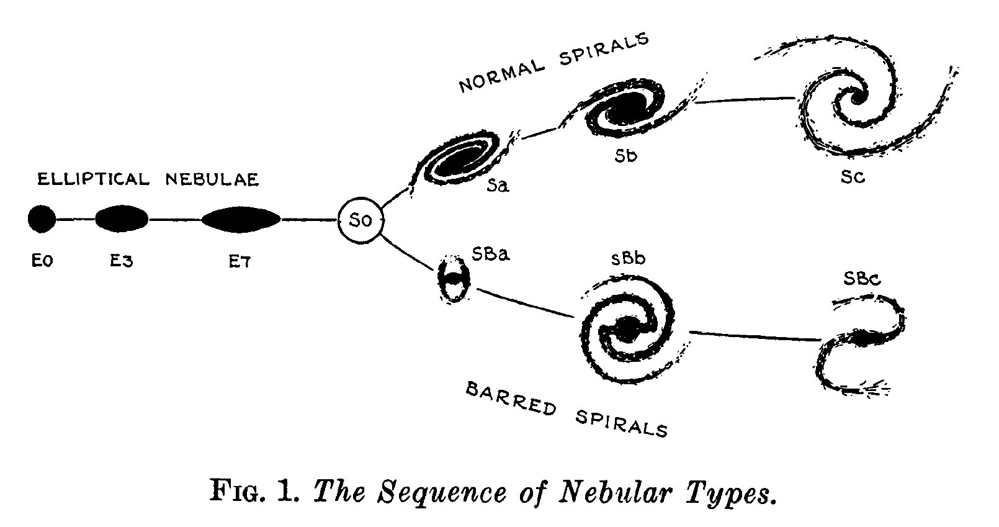 NORMAL SPIRALS
Sa
Sb
Sc
ELLIPTICAL NEBULAE
E0
E3
E7
S0
SBa
SBb
SBc
BARRED SPIRALS
FIG. 1. The Sequence of Nebular Types.